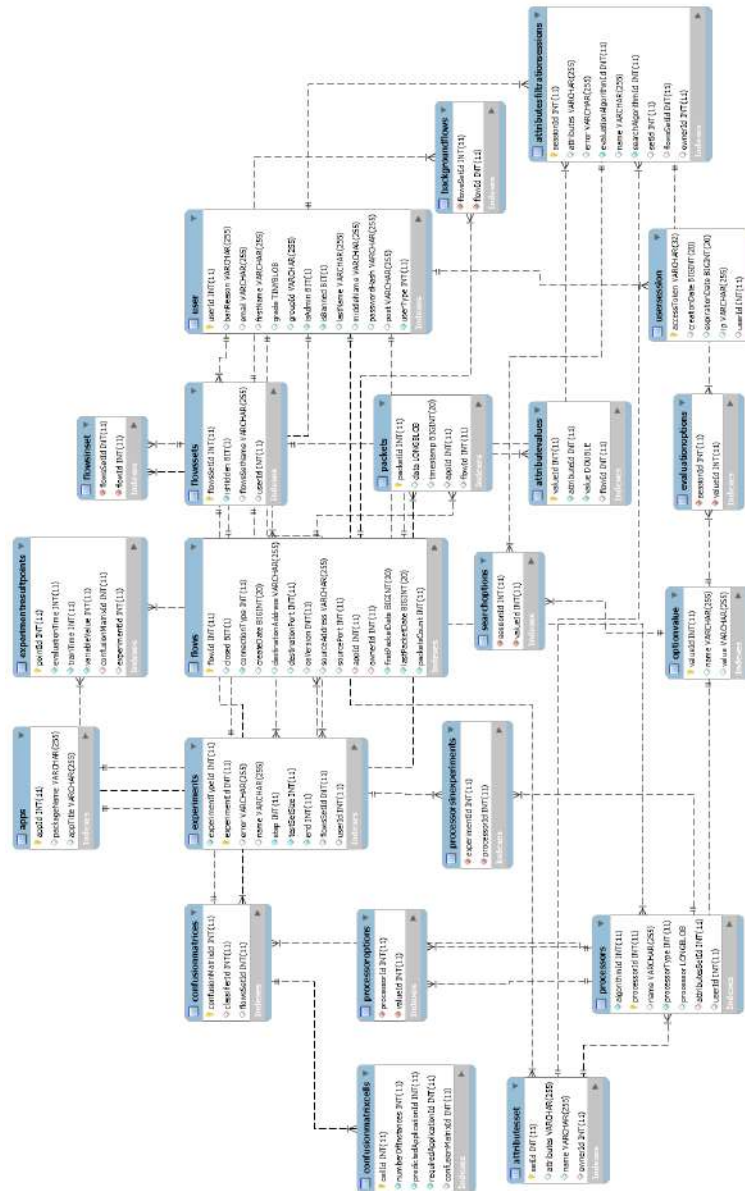 apps
appId INT(11)
packageName VARCHAR(255)
appTitle VARCHAR(255)
Indexes
experimentresultpoints
pointId INT(11)
evaluationTime INT(11)
trainTime INT(11)
variableValue INT(11)
confusionMatrixId INT(11)
experimentId INT(11)
Indexes
flowsinset
flowsSetId INT(11)
flowId INT(11)
Indexes
confusionmatrices
confusionMatrixId INT(11)
classifierId INT(11)
flowsSetId INT(11)
Indexes
experiments
experimentTypeId INT(11)
experimentId INT(11)
error VARCHAR(255)
name VARCHAR(255)
step INT(11)
testSetSize INT(11)
end INT(11)
flowsSetId INT(11)
userId INT(11)
Indexes
flows
flowId INT(11)
closed BIT(1)
connectionType INT(11)
createDate BIGINT(20)
destinationAddress VARCHAR(255)
destinationPort INT(11)
osVersion INT(11)
sourceAddress VARCHAR(255)
sourcePort INT(11)
appId INT(11)
ownerId INT(11)
firstPacketDate BIGINT(20)
lastPacketDate BIGINT(20)
packetsCount INT(11)
Indexes
flowssets
flowsSetId INT(11)
isHidden BIT(1)
flowsSetName VARCHAR(255)
userId INT(11)
Indexes
user
userId INT(11)
banReason VARCHAR(255)
email VARCHAR(255)
firstName VARCHAR(255)
grade TINYBLOB
groupId VARCHAR(255)
isAdmin BIT(1)
isBanned BIT(1)
lastName VARCHAR(255)
middleName VARCHAR(255)
passwordHash VARCHAR(255)
post VARCHAR(255)
userType INT(11)
Indexes
backgroundflows
flowsSetId INT(11)
flowId INT(11)
Indexes
confusionmatrixcells
cellId INT(11)
numberOfInstances INT(11)
predictedApplicationId INT(11)
requiredApplicationId INT(11)
confusionMatrixId INT(11)
Indexes
processoroptions
processorId INT(11)
valueId INT(11)
Indexes
processorsinexperiments
experimentId INT(11)
processorId INT(11)
Indexes
searchoptions
sessionId INT(11)
valueId INT(11)
Indexes
packets
packetId INT(11)
data LONGBLOB
timestamp BIGINT(20)
appId INT(11)
flowId INT(11)
Indexes
attributevalues
valueId INT(11)
attributeId INT(11)
value DOUBLE
flowId INT(11)
Indexes
attributesfiltrationsessions
sessionId INT(11)
attributes VARCHAR(255)
error VARCHAR(255)
evaluationAlgorithmId INT(11)
name VARCHAR(255)
searchAlgorithmId INT(11)
setId INT(11)
flowsSetId INT(11)
ownerId INT(11)
Indexes
attributesset
setId INT(11)
attributes VARCHAR(255)
name VARCHAR(255)
ownerId INT(11)
Indexes
processors
algorithmId INT(11)
processorId INT(11)
name VARCHAR(255)
processorType INT(11)
processor LONGBLOB
attributesSetId INT(11)
userId INT(11)
Indexes
optionvalue
valueId INT(11)
name VARCHAR(255)
value VARCHAR(255)
Indexes
evaluationoptions
sessionId INT(11)
valueId INT(11)
Indexes
usersession
accessToken VARCHAR(32)
creationDate BIGINT(20)
expirationDate BIGINT(20)
ip VARCHAR(255)
userId INT(11)
Indexes